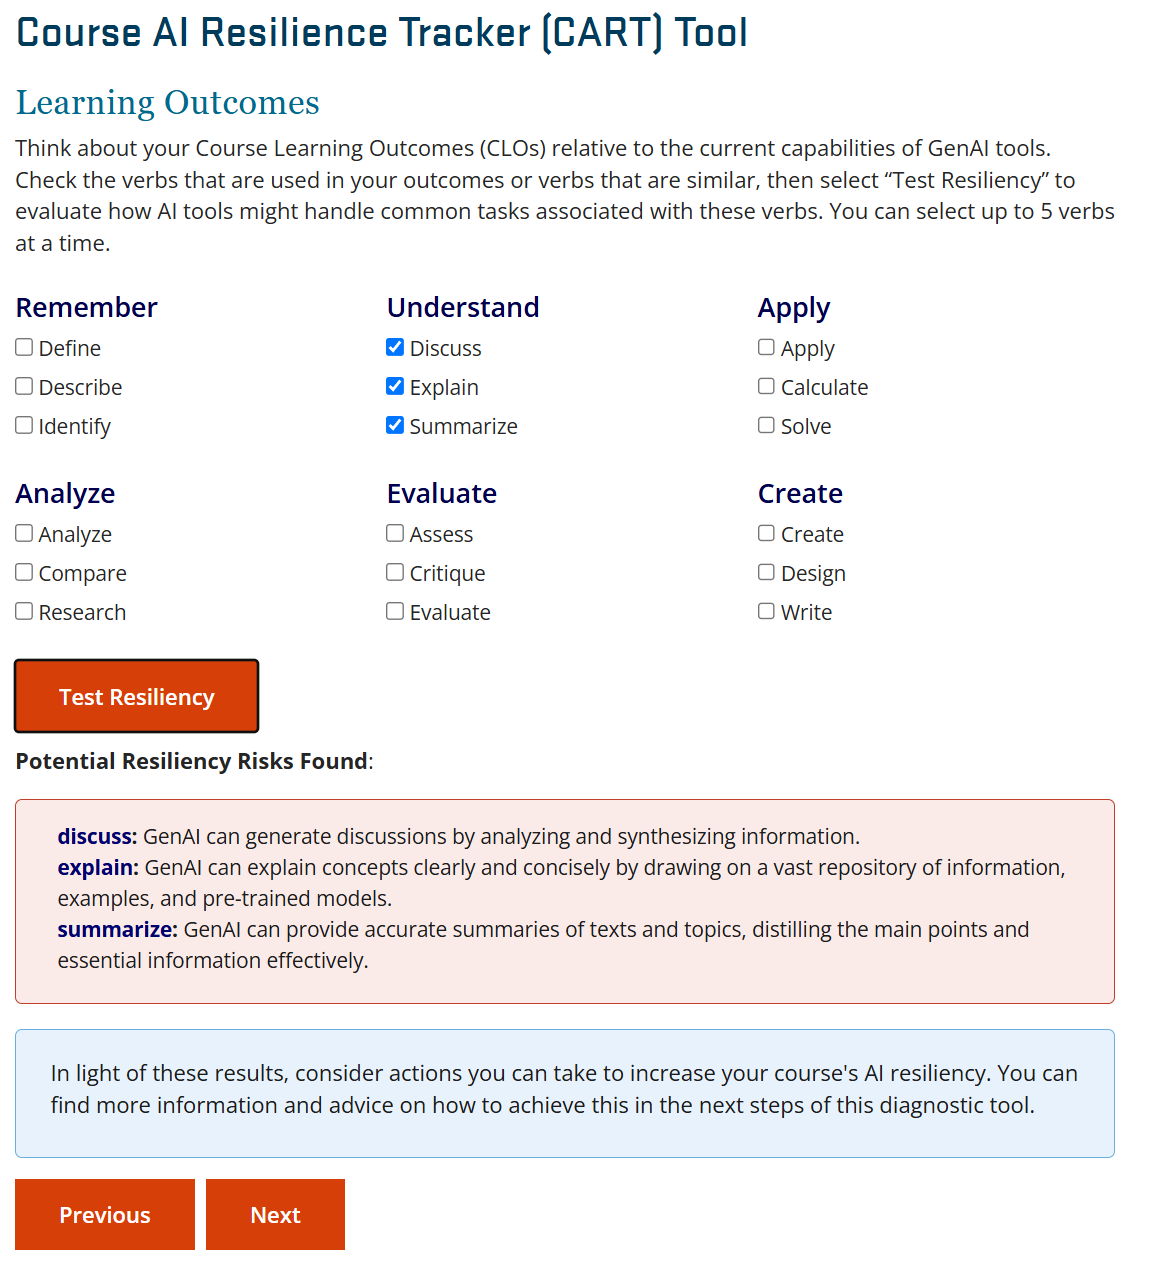 Course AI Resilience Tracker (CART) Tool
Learning Outcomes
Think about your Course Learning Outcomes (CLOs) relative to the current capabilities of GenAI tools.
Check the verbs that are used in your outcomes or verbs that are similar, then select “Test Resiliency” to
evaluate how AI tools might handle common tasks associated with these verbs. You can select up to 5 verbs
at a time.
Remember
Define
Describe
Identify
Understand
Discuss
Explain
Summarize
Apply
Apply
Calculate
Solve
Analyze
Analyze
Compare
Research
Evaluate
Assess
Critique
Evaluate
Create
Create
Design
Write
Test Resiliency
Potential Resiliency Risks Found:
discuss: GenAI can generate discussions by analyzing and synthesizing information.
explain: GenAI can explain concepts clearly and concisely by drawing on a vast repository of information,
examples, and pre-trained models.
summarize: GenAI can provide accurate summaries of texts and topics, distilling the main points and
essential information effectively.
In light of these results, consider actions you can take to increase your course's AI resiliency. You can
find more information and advice on how to achieve this in the next steps of this diagnostic tool.
Previous
Next